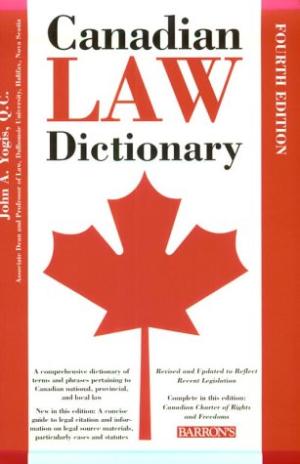 Canadian
LAW
Dictionary
FOURTH EDITION
John A. Yogis, Q.C.
Associate Dean and Professor of Law, Dalhousie University, Halifax, Nova Scotia
A comprehensive dictionary of
terms and phrases pertaining to
Canadian national, provincial,
and local law
New in this edition: A concise
guide to legal citation and infor-
mation on legal source materials,
particularly cases and statutes
Revised and Updated to Reflect
Recent Legislation
Complete in this edition:
Canadian Charter of Rights
and Freedoms
BARRON'S